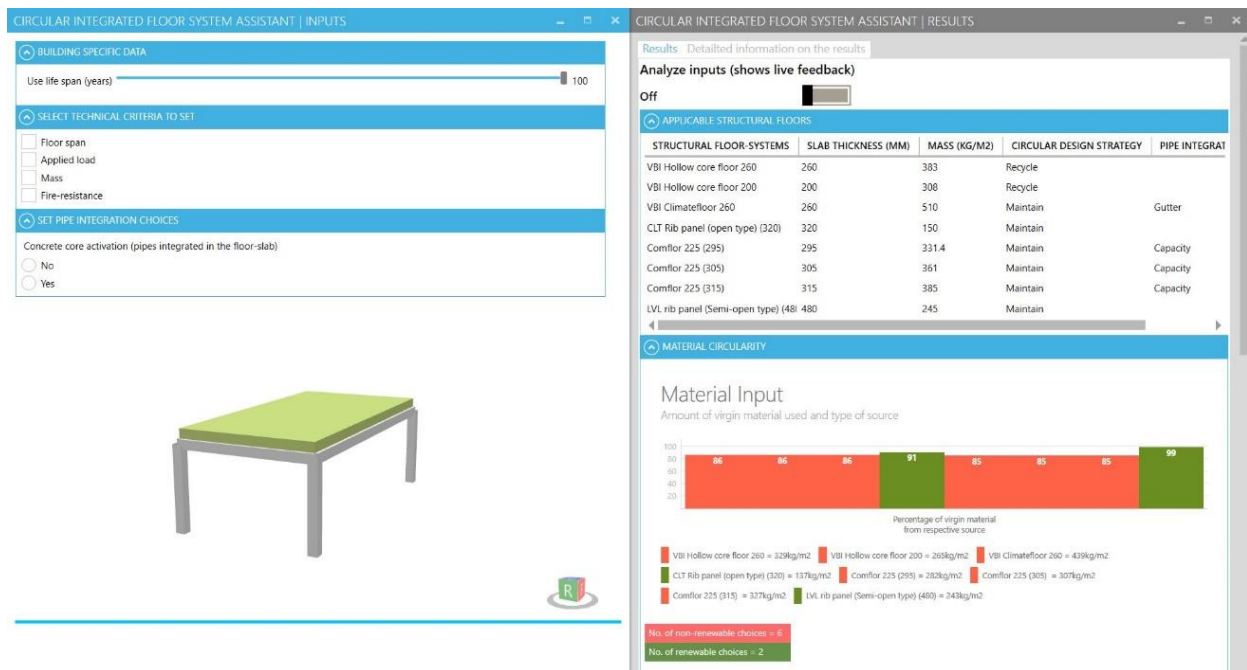 CIRCULAR INTEGRATED FLOOR SYSTEM ASSISTANT | INPUTS
BUILDING SPECIFIC DATA
Use life span (years) 100
SELECT TECHNICAL CRITERIA TO SET
Floor span
Applied load
Mass
Fire-resistance
SET PIPE INTEGRATION CHOICES
Concrete core activation (pipes integrated in the floor-slab)
No
Yes
R
CIRCULAR INTEGRATED FLOOR SYSTEM ASSISTANT | RESULTS
Results Detailted information on the results
Analyze inputs (shows live feedback)
Off
APPLICABLE STRUCTURAL FLOORS
STRUCTURAL FLOOR-SYSTEMS SLAB THICKNESS (MM) MASS (KG/M2) CIRCULAR DESIGN STRATEGY PIPE INTEGRAT
VBI Hollow core floor 260 260 383 Recycle
VBI Hollow core floor 200 200 308 Recycle
VBI Climatefloor 260 260 510 Maintain Gutter
CLT Rib panel (open type) (320) 320 150 Maintain
Comflor 225 (295) 295 331.4 Maintain Capacity
Comflor 225 (305) 305 361 Maintain Capacity
Comflor 225 (315) 315 385 Maintain Capacity
LVL rib panel (Semi-open type) (48 480 245 Maintain
MATERIAL CIRCULARITY
Material Input
Amount of virgin material used and type of source
100
80
60
40
20
86 86 86 91 85 85 85 99
Percentage of virgin material
from respective source
VBI Hollow core floor 260 = 329kg/m2 VBI Hollow core floor 200 = 265kg/m2 VBI Climatefloor 260 = 439kg/m2
CLT Rib panel (open type) (320) = 137kg/m2 Comflor 225 (295) = 282kg/m2 Comflor 225 (305) = 307kg/m2
Comflor 225 (315) = 327kg/m2 LVL rib panel (Semi-open type) (480) = 243kg/m2
No. of non-renewable choices = 6
No. of renewable choices = 2